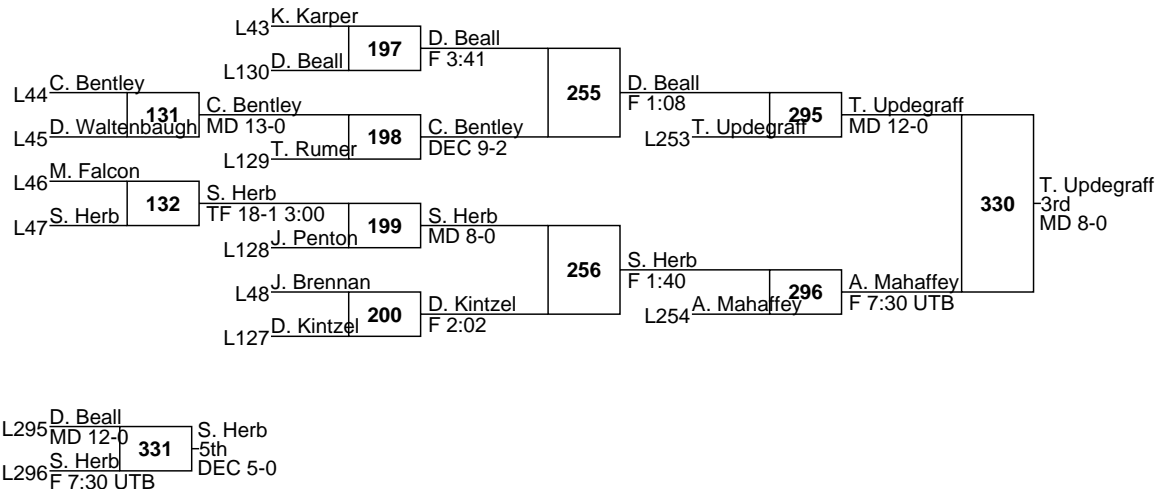 L43 K. Karper
197
L130 D. Beall
D. Beall
F 3:41
L44 C. Bentley
131
L45 D. Waltenbaugh
C. Bentley
MD 13-0
198
L129 T. Rumer
C. Bentley
DEC 9-2
255
D. Beall
F 1:08
L253 T. Updegraff
295
T. Updegraff
MD 12-0
L46 M. Falcon
132
L47 S. Herb
S. Herb
TF 18-1 3:00
199
L128 J. Penton
S. Herb
MD 8-0
L48 J. Brennan
200
L127 D. Kintzel
D. Kintzel
F 2:02
256
S. Herb
F 1:40
L254 A. Mahaffey
296
A. Mahaffey
F 7:30 UTB
330
T. Updegraff
3rd
MD 8-0
L295 D. Beall
MD 12-0
331
L296 S. Herb
F 7:30 UTB
S. Herb
5th
DEC 5-0